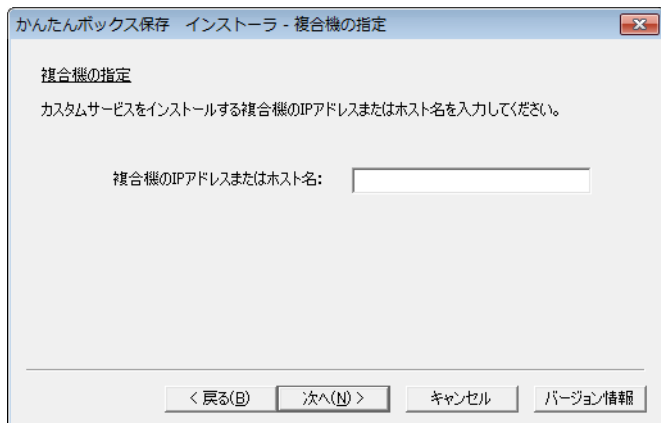 かんたんボックス保存　インストーラ - 複合機の指定
複合機の指定
カスタムサービスをインストールする複合機のIPアドレスまたはホスト名を入力してください。
複合機のIPアドレスまたはホスト名:
< 戻る(B) 次へ(N) > キャンセル バージョン情報